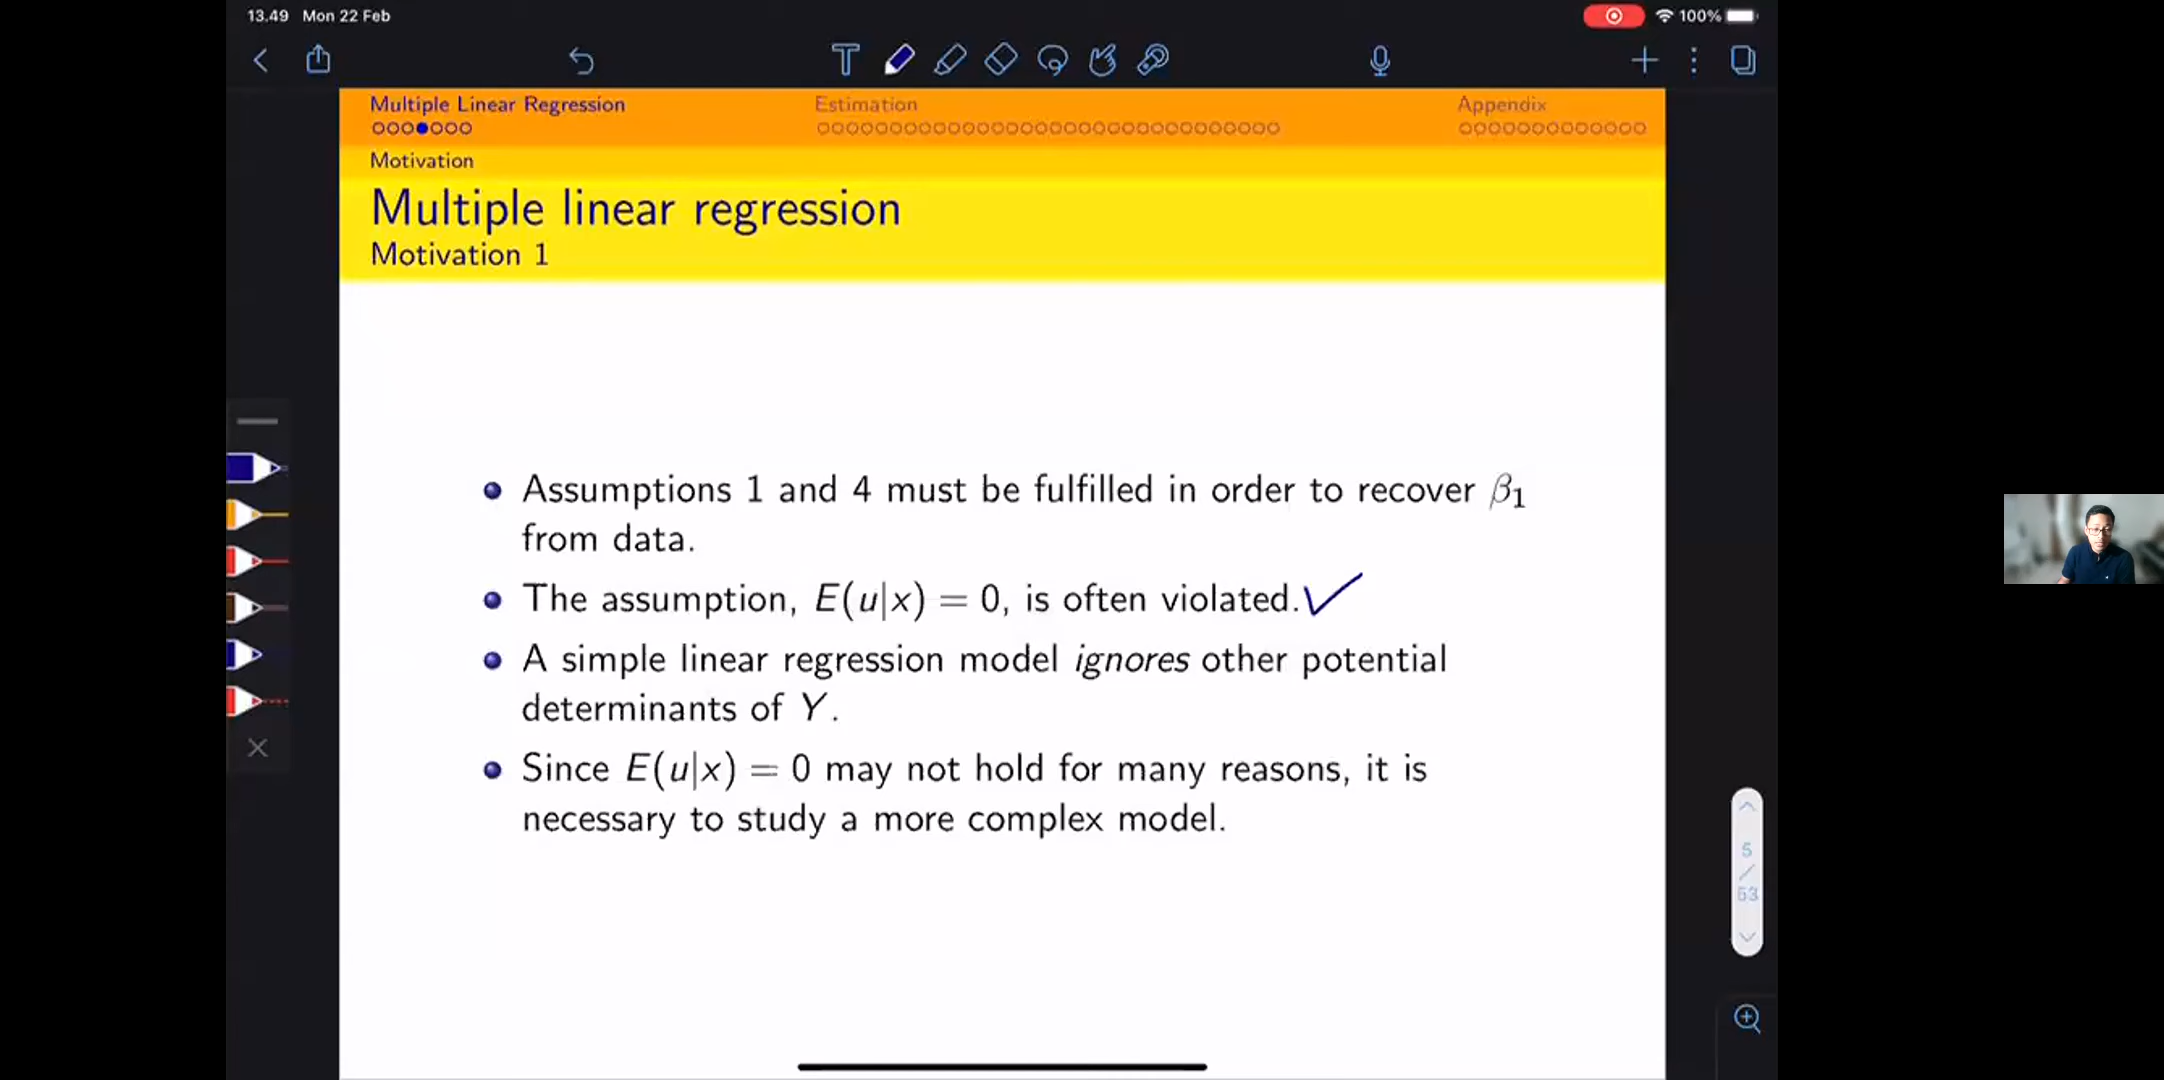 13.49 Mon 22 Feb
100%
Multiple Linear Regression
Estimation
Appendix
Motivation
Multiple linear regression
Motivation 1
Assumptions 1 and 4 must be fulfilled in order to recover β₁
from data.
The assumption, E(u|x) = 0, is often violated.
A simple linear regression model ignores other potential
determinants of Y.
Since E(u|x) = 0 may not hold for many reasons, it is
necessary to study a more complex model.
5
/
53